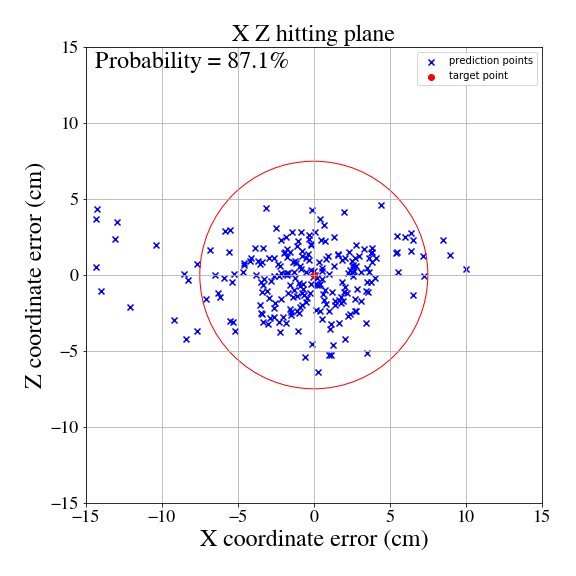 X Z hitting plane
Probability = 87.1%
prediction points
target point
15
10
5
0
−5
−10
−15
Z coordinate error (cm)
−15
−10
−5
0
5
10
15
X coordinate error (cm)